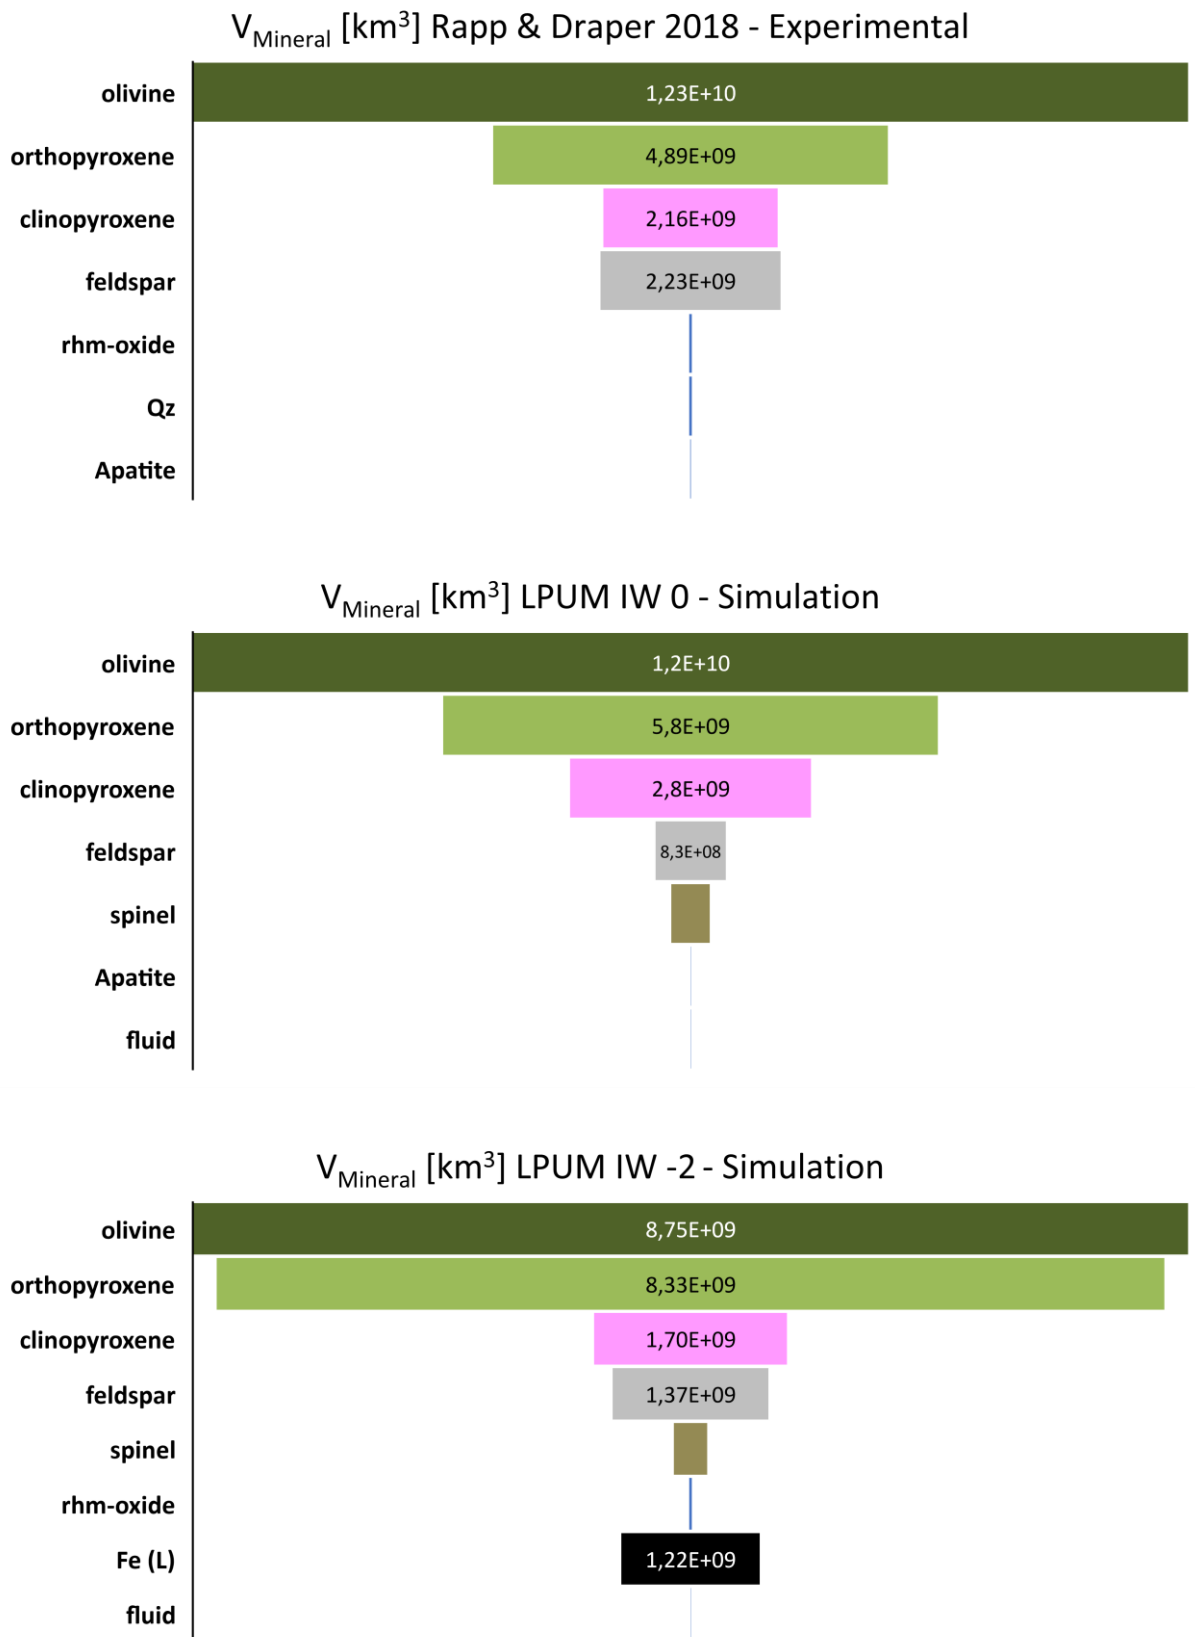 V_Mineral [km³] Rapp & Draper 2018 - Experimental
olivine 1,23E+10
orthopyroxene 4,89E+09
clinopyroxene 2,16E+09
feldspar 2,23E+09
rhm-oxide
Qz
Apatite
V_Mineral [km³] LPUM IW 0 - Simulation
olivine 1,2E+10
orthopyroxene 5,8E+09
clinopyroxene 2,8E+09
feldspar 8,3E+08
spinel
Apatite
fluid
V_Mineral [km³] LPUM IW -2 - Simulation
olivine 8,75E+09
orthopyroxene 8,33E+09
clinopyroxene 1,70E+09
feldspar 1,37E+09
spinel
rhm-oxide
Fe (L) 1,22E+09
fluid